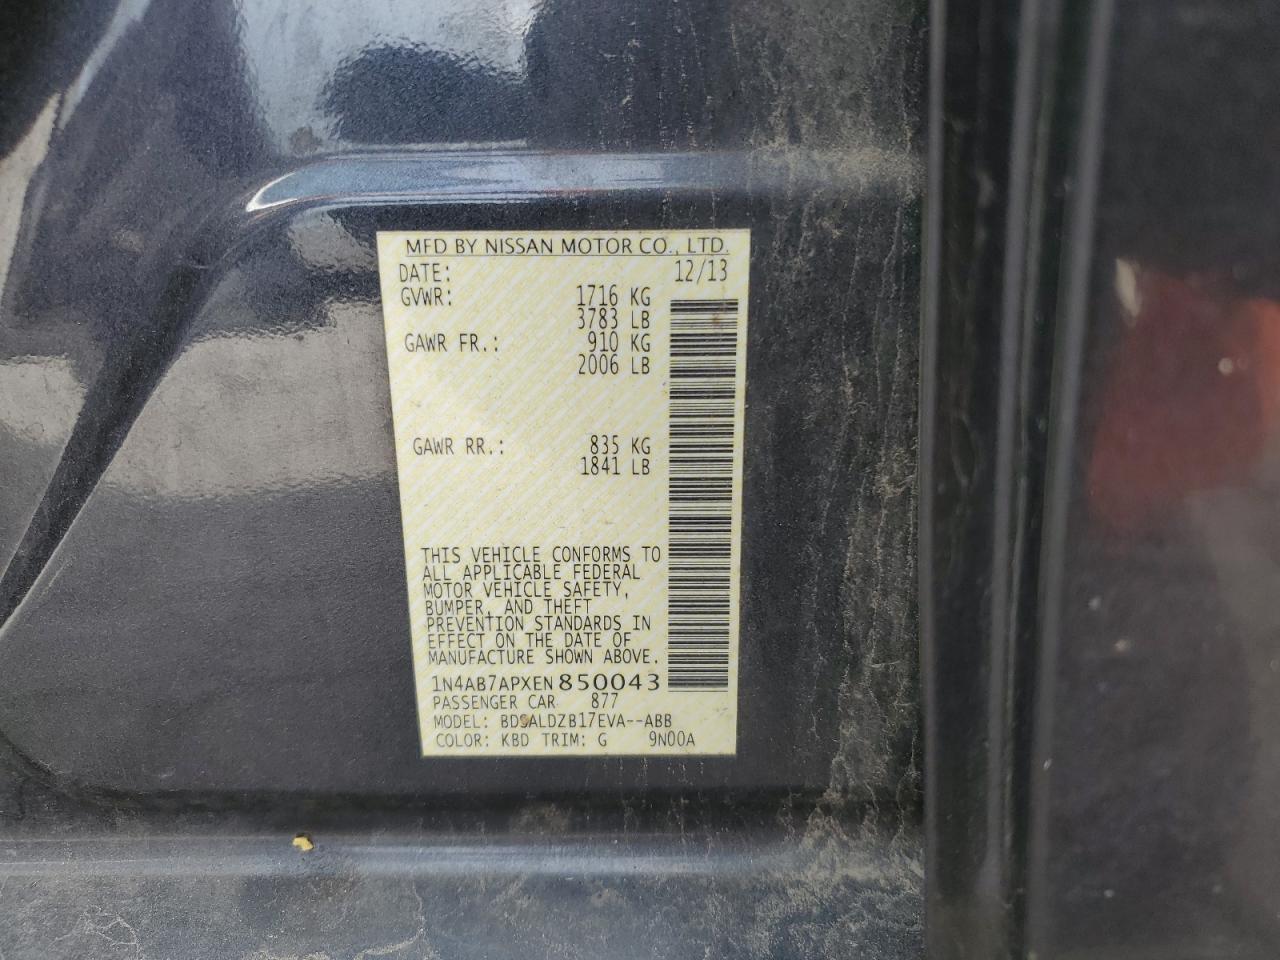 MFD BY NISSAN MOTOR CO., LTD.
DATE: 12/13
GVWR: 1716 KG
3783 LB
GAWR FR.: 910 KG
2006 LB
GAWR RR.: 835 KG
1841 LB
THIS VEHICLE CONFORMS TO
ALL APPLICABLE FEDERAL
MOTOR VEHICLE SAFETY,
BUMPER, AND THEFT
PREVENTION STANDARDS IN
EFFECT ON THE DATE OF
MANUFACTURE SHOWN ABOVE.
1N4AB7APXEN850043
PASSENGER CAR 877
MODEL: BDSALDZB17EVA--ABB
COLOR: KBD TRIM: G 9N00A